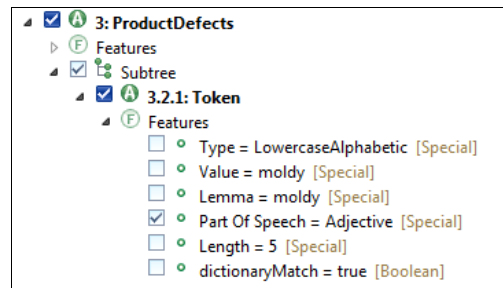 A 3: ProductDefects
F Features
Subtree
A 3.2.1: Token
F Features
Type = LowercaseAlphabetic [Special]
Value = moldy [Special]
Lemma = moldy [Special]
Part Of Speech = Adjective [Special]
Length = 5 [Special]
dictionaryMatch = true [Boolean]